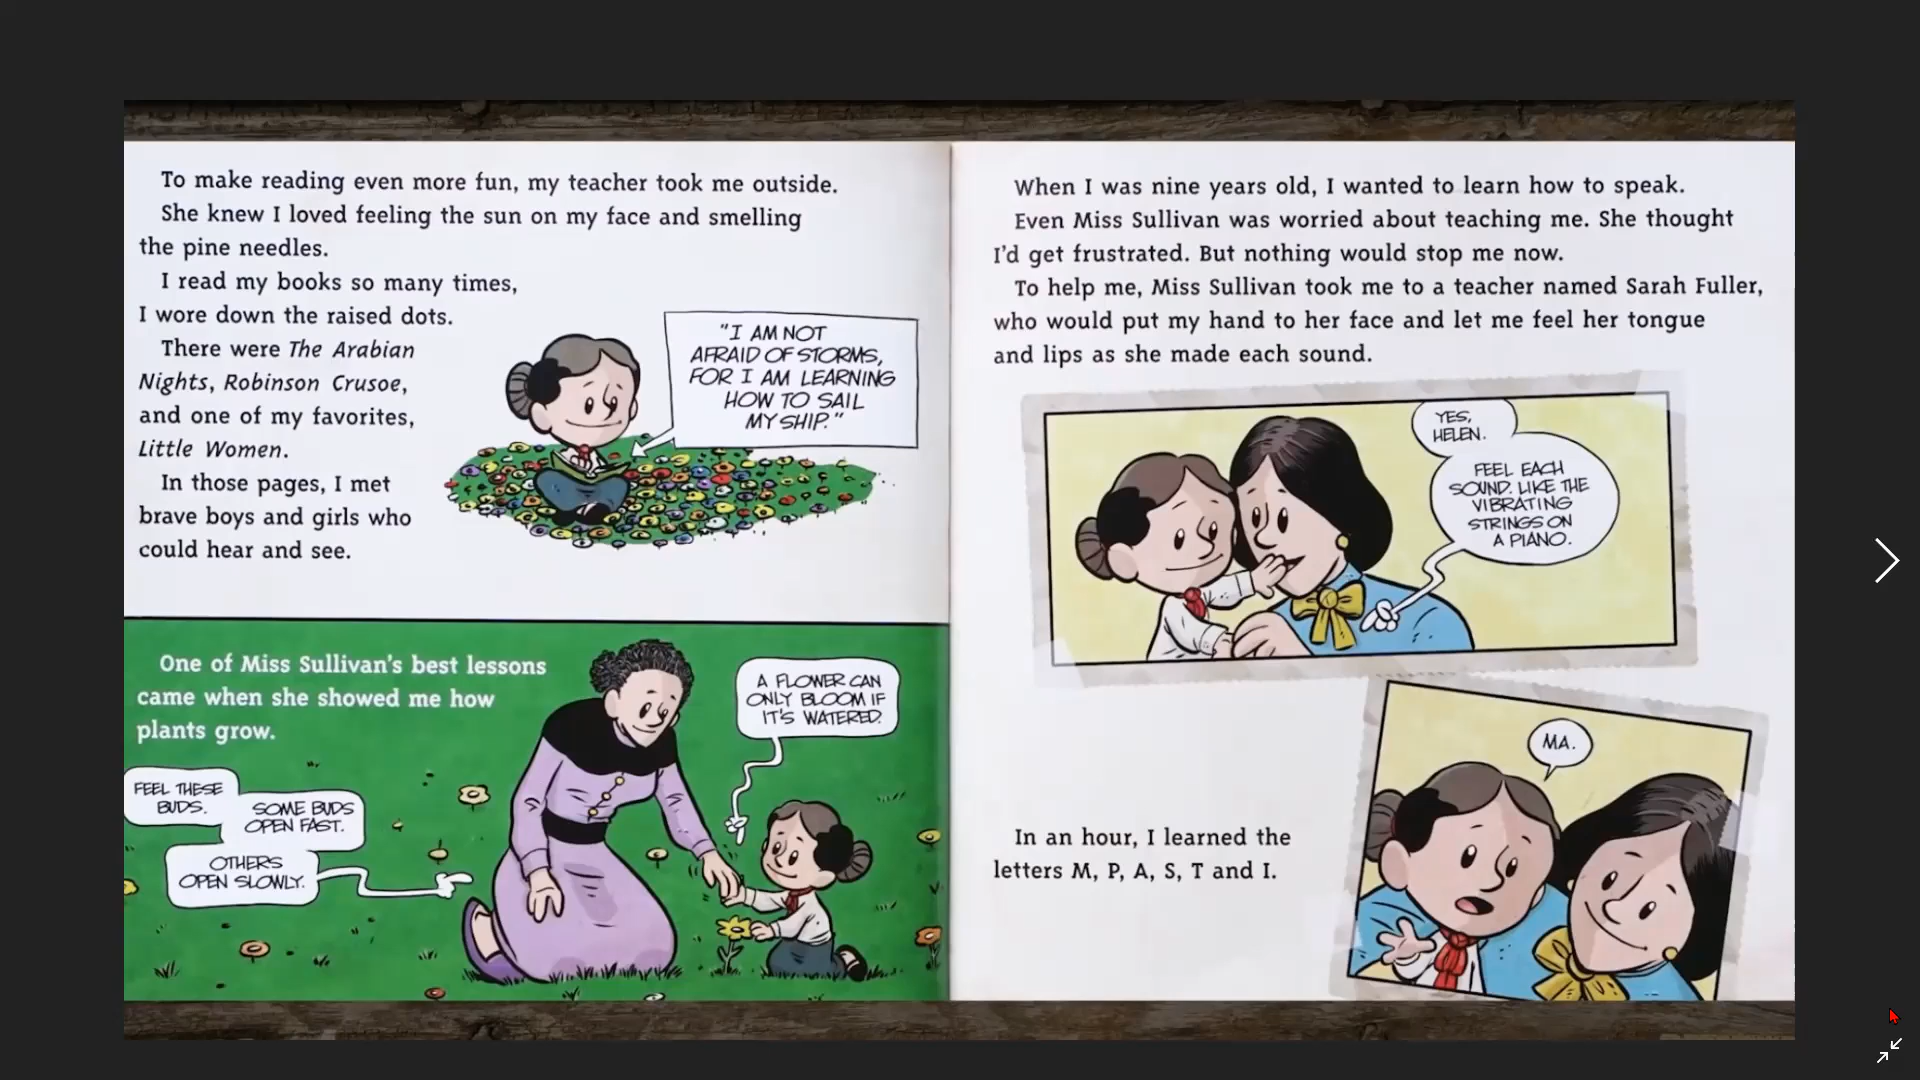 To make reading even more fun, my teacher took me outside.
She knew I loved feeling the sun on my face and smelling
the pine needles.
I read my books so many times,
I wore down the raised dots.
There were The Arabian
Nights, Robinson Crusoe,
and one of my favorites,
Little Women.
In those pages, I met
brave boys and girls who
could hear and see.
"I AM NOT
AFRAID OF STORMS,
FOR I AM LEARNING
HOW TO SAIL
MY SHIP."
One of Miss Sullivan's best lessons
came when she showed me how
plants grow.
FEEL THESE
BUDS.
SOME BUDS
OPEN FAST.
OTHERS
OPEN SLOWLY.
A FLOWER CAN
ONLY BLOOM IF
IT'S WATERED.
When I was nine years old, I wanted to learn how to speak.
Even Miss Sullivan was worried about teaching me. She thought
I'd get frustrated. But nothing would stop me now.
To help me, Miss Sullivan took me to a teacher named Sarah Fuller,
who would put my hand to her face and let me feel her tongue
and lips as she made each sound.
YES,
HELEN.
FEEL EACH
SOUND. LIKE THE
VIBRATING
STRINGS ON
A PIANO.
MA.
In an hour, I learned the
letters M, P, A, S, T and I.